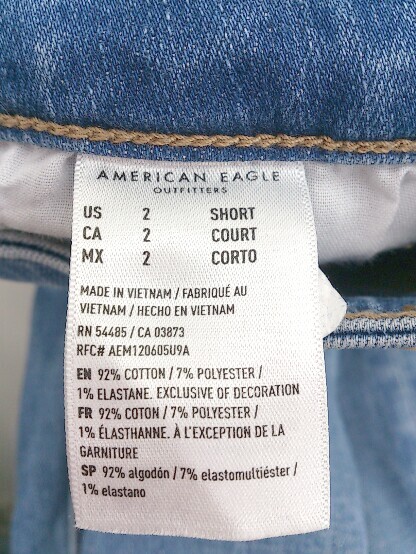 AMERICAN EAGLE
OUTFITTERS
US 2 SHORT
CA 2 COURT
MX 2 CORTO
MADE IN VIETNAM / FABRIQUÉ AU
VIETNAM / HECHO EN VIETNAM
RN 54485 / CA 03873
RFC# AEM120605U9A
EN 92% COTTON / 7% POLYESTER /
1% ELASTANE. EXCLUSIVE OF DECORATION
FR 92% COTON / 7% POLYESTER /
1% ÉLASTHANNE. À L'EXCEPTION DE LA
GARNITURE
SP 92% algodón / 7% elastomultiéster /
1% elastano